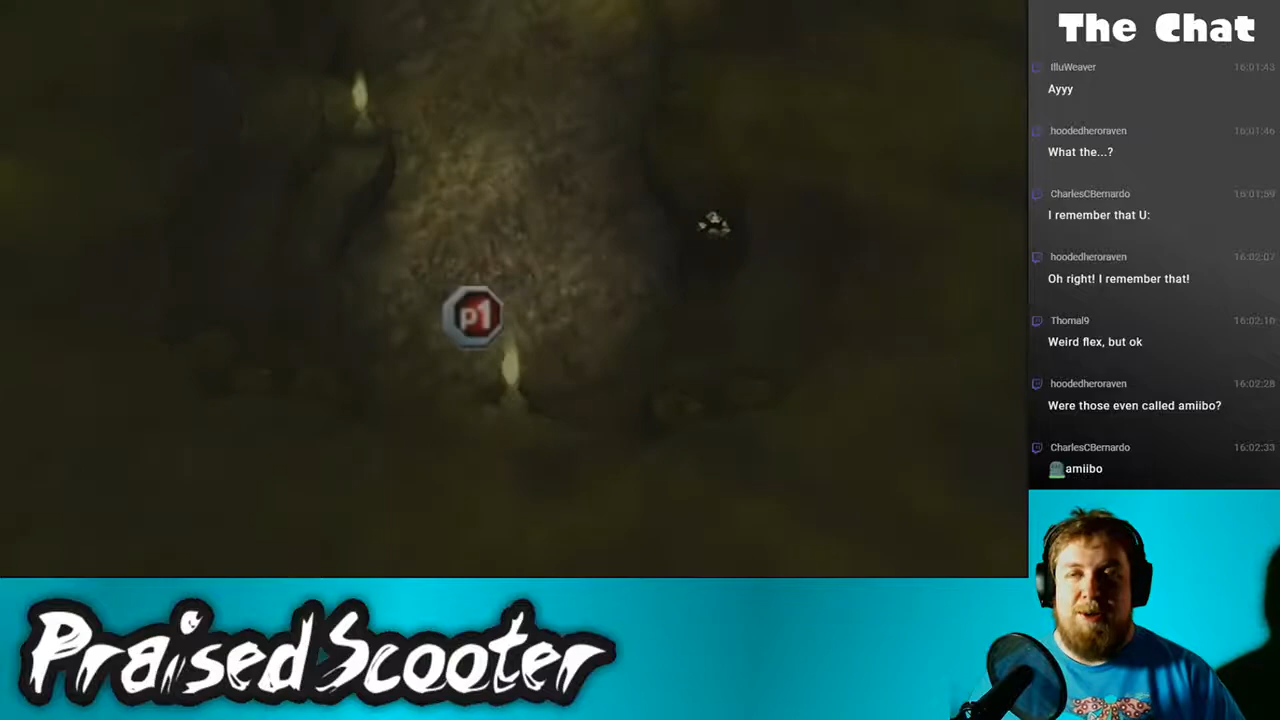 The Chat
IlluWeaver 16:01:43
Ayyy
hoodedheroraven 16:01:46
What the...?
CharlesCBernardo 16:01:59
I remember that U:
hoodedheroraven 16:02:07
Oh right! I remember that!
Thomal9 16:02:10
Weird flex, but ok
hoodedheroraven 16:02:28
Were those even called amiibo?
CharlesCBernardo 16:02:33
amiibo
p1
PraisedScooter